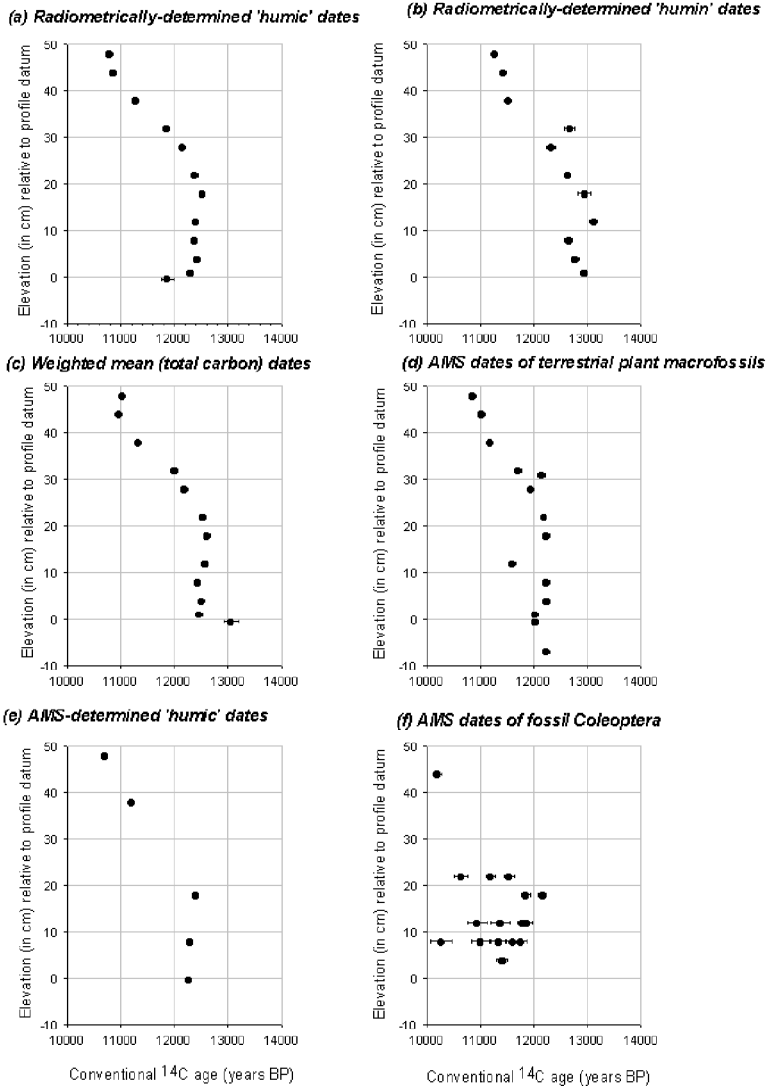 (a) Radiometrically-determined 'humic' dates
Elevation (in cm) relative to profile datum
50
40
30
20
10
0
-10
10000 11000 12000 13000 14000
(b) Radiometrically-determined 'humin' dates
Elevation (in cm) relative to profile datum
50
40
30
20
10
0
-10
10000 11000 12000 13000 14000
(c) Weighted mean (total carbon) dates
Elevation (in cm) relative to profile datum
50
40
30
20
10
0
-10
10000 11000 12000 13000 14000
(d) AMS dates of terrestrial plant macrofossils
Elevation (in cm) relative to profile datum
50
40
30
20
10
0
-10
10000 11000 12000 13000 14000
(e) AMS-determined 'humic' dates
Elevation (in cm) relative to profile datum
50
40
30
20
10
0
-10
10000 11000 12000 13000 14000
Conventional 14C age (years BP)
(f) AMS dates of fossil Coleoptera
Elevation (in cm) relative to profile datum
50
40
30
20
10
0
-10
10000 11000 12000 13000 14000
Conventional 14C age (years BP)